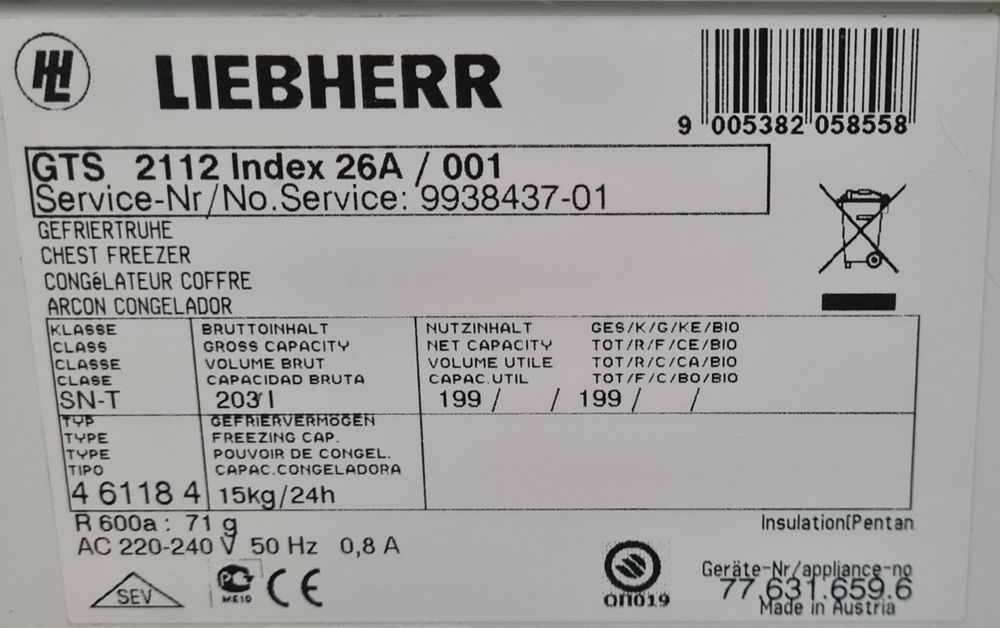 LIEBHERR
9 005382 058558
GTS 2112 Index 26A / 001
Service-Nr/No.Service: 9938437-01
GEFRIERTRUHE
CHEST FREEZER
CONGéLATEUR COFFRE
ARCON CONGELADOR
KLASSE BRUTTOINHALT NUTZINHALT GES/K/G/KE/BIO
CLASS GROSS CAPACITY NET CAPACITY TOT/R/F/CE/BIO
CLASSE VOLUME BRUT VOLUME UTILE TOT/R/C/CA/BIO
CLASE CAPACIDAD BRUTA CAPAC.UTIL TOT/F/C/BO/BIO
SN-T 203 l 199 / / 199 / /
TYP GEFRIERVERMöGEN
TYPE FREEZING CAP.
TYPE POUVOIR DE CONGEL.
TIPO CAPAC.CONGELADORA
4 61184 15kg/24h
R 600a: 71 g Insulation(Pentan
AC 220-240 V 50 Hz 0,8 A
SEV ME10 CE ОП019
Geräte-Nr/appliance-no
77.631.659.6
Made in Austria